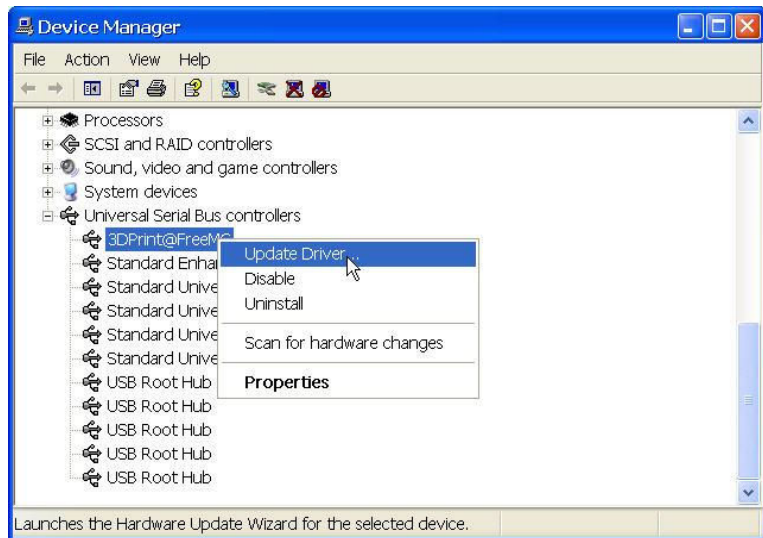 Device Manager
File Action View Help
Processors
SCSI and RAID controllers
Sound, video and game controllers
System devices
Universal Serial Bus controllers
3DPrint@FreeM
Update Driver...
Standard Enha
Disable
Standard Unive
Uninstall
Standard Unive
Standard Unive
Scan for hardware changes
Standard Unive
USB Root Hub
Properties
USB Root Hub
USB Root Hub
USB Root Hub
USB Root Hub
Launches the Hardware Update Wizard for the selected device.